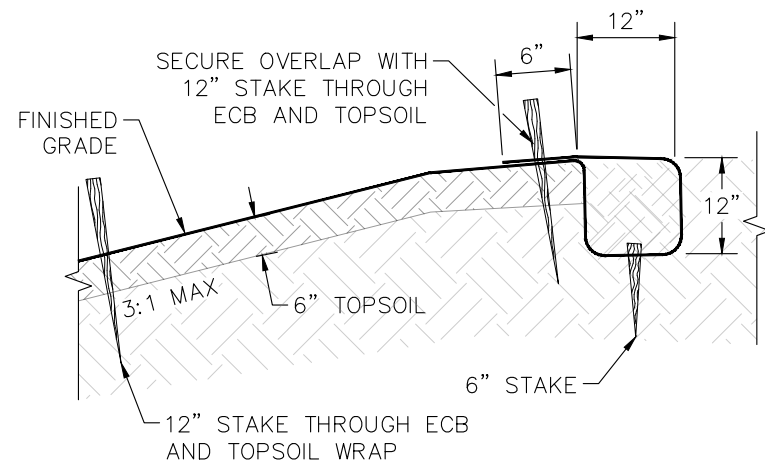 12”
6”
SECURE OVERLAP WITH
12” STAKE THROUGH
ECB AND TOPSOIL
FINISHED
GRADE
12”
3:1 MAX
6” TOPSOIL
6” STAKE
12” STAKE THROUGH ECB
AND TOPSOIL WRAP